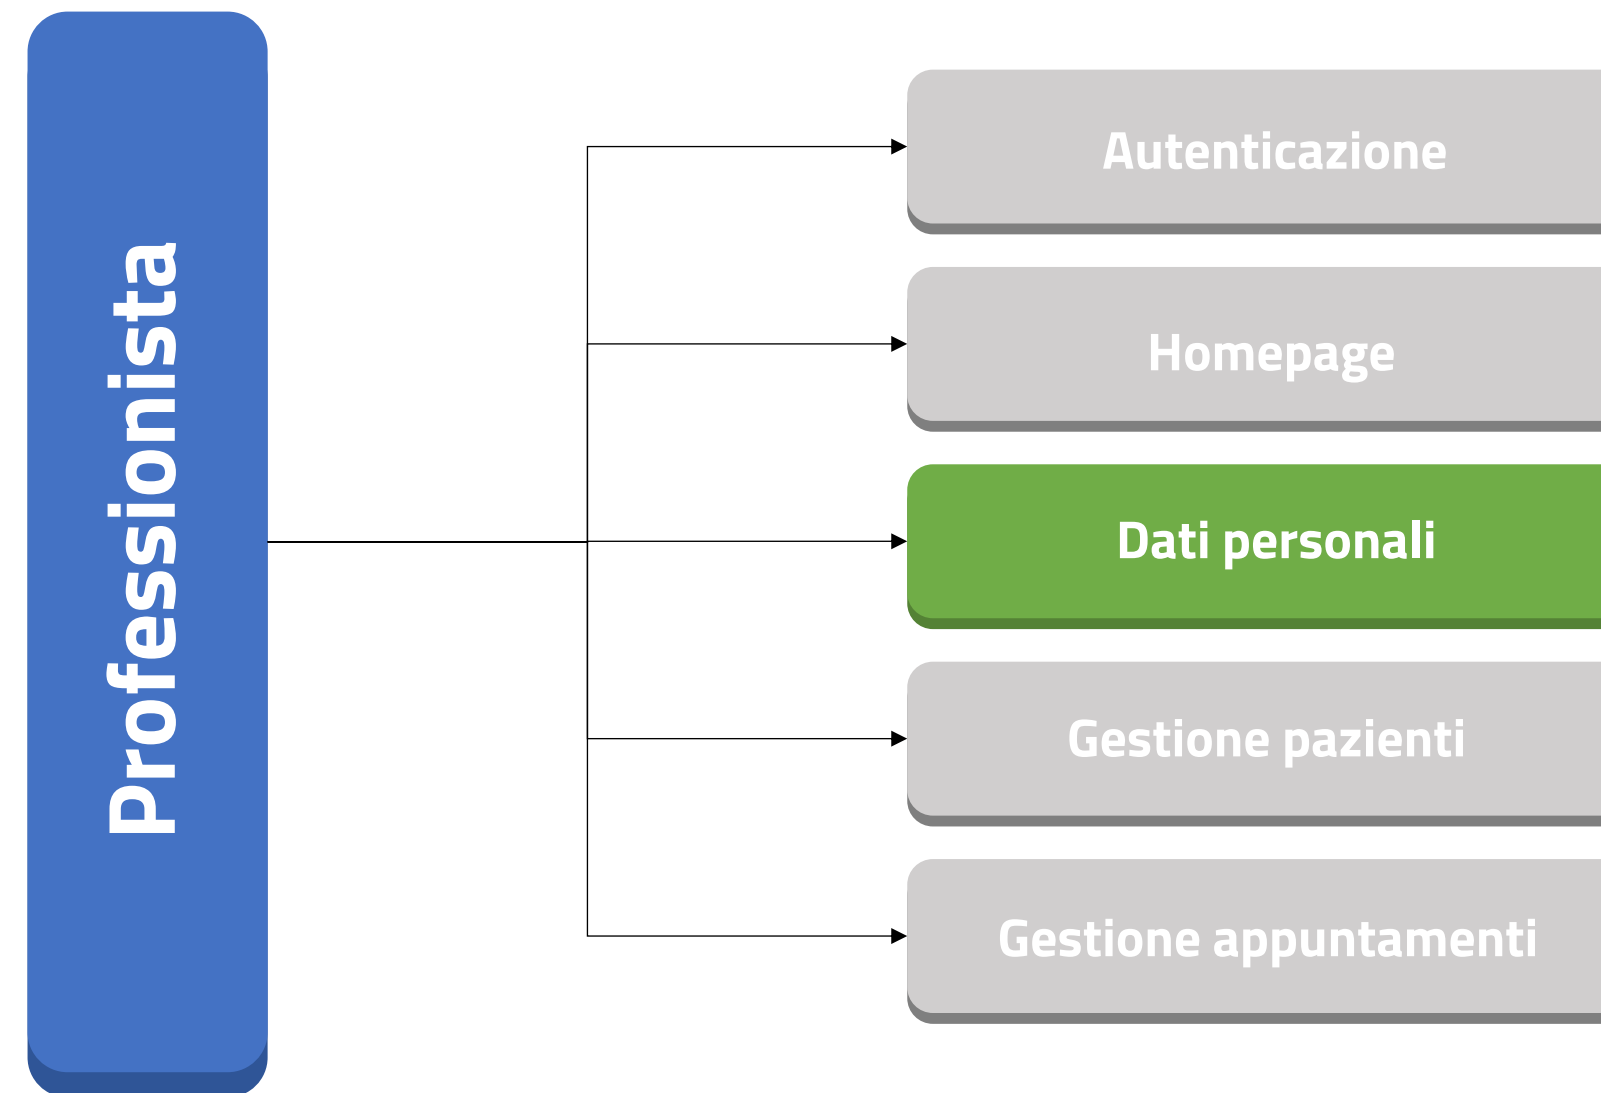 Professionista
Autenticazione
Homepage
Dati personali
Gestione pazienti
Gestione appuntamenti